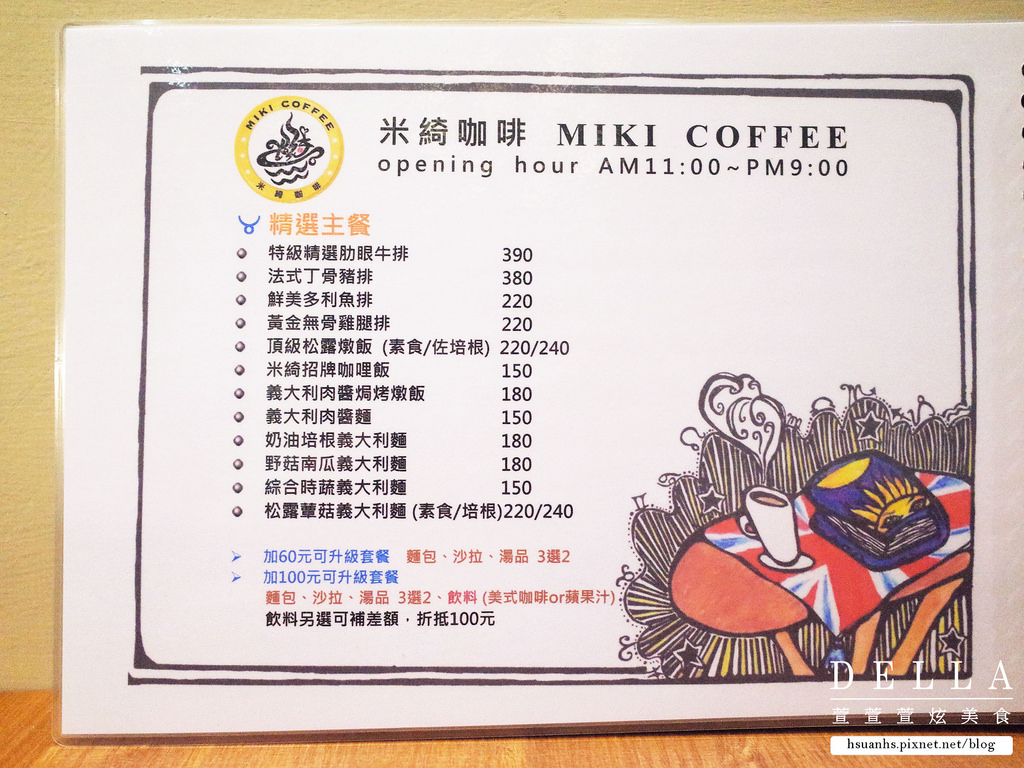 MIKI COFFEE
米綺咖啡
米綺咖啡 MIKI COFFEE
opening hour AM11:00~PM9:00
精選主餐
特級精選肋眼牛排 390
法式丁骨豬排 380
鮮美多利魚排 220
黃金無骨雞腿排 220
頂級松露燉飯 (素食/佐培根) 220/240
米綺招牌咖哩飯 150
義大利肉醬焗烤燉飯 180
義大利肉醬麵 150
奶油培根義大利麵 180
野菇南瓜義大利麵 180
綜合時蔬義大利麵 150
松露蕈菇義大利麵 (素食/培根)220/240
加60元可升級套餐 麵包、沙拉、湯品 3選2
加100元可升級套餐
麵包、沙拉、湯品 3選2、飲料 (美式咖啡or蘋果汁)
飲料另選可補差額,折抵100元
DELLA
萱萱萱炫美食
hsuanhs.pixnet.net/blog